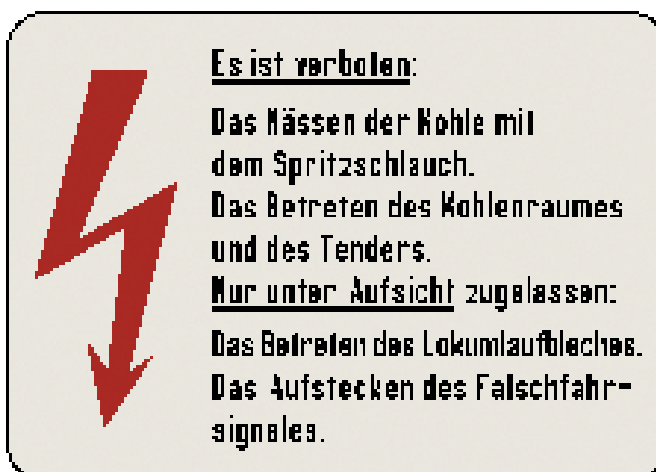 Es ist verboten:
Das Nässen der Kohle mit
dem Spritzschlauch.
Das Betreten des Kohlenraumes
und des Tenders.
Nur unter Aufsicht zugelassen:
Das Betreten des Lokumlaufbleches.
Das Aufstecken des Falschfahr-
signales.